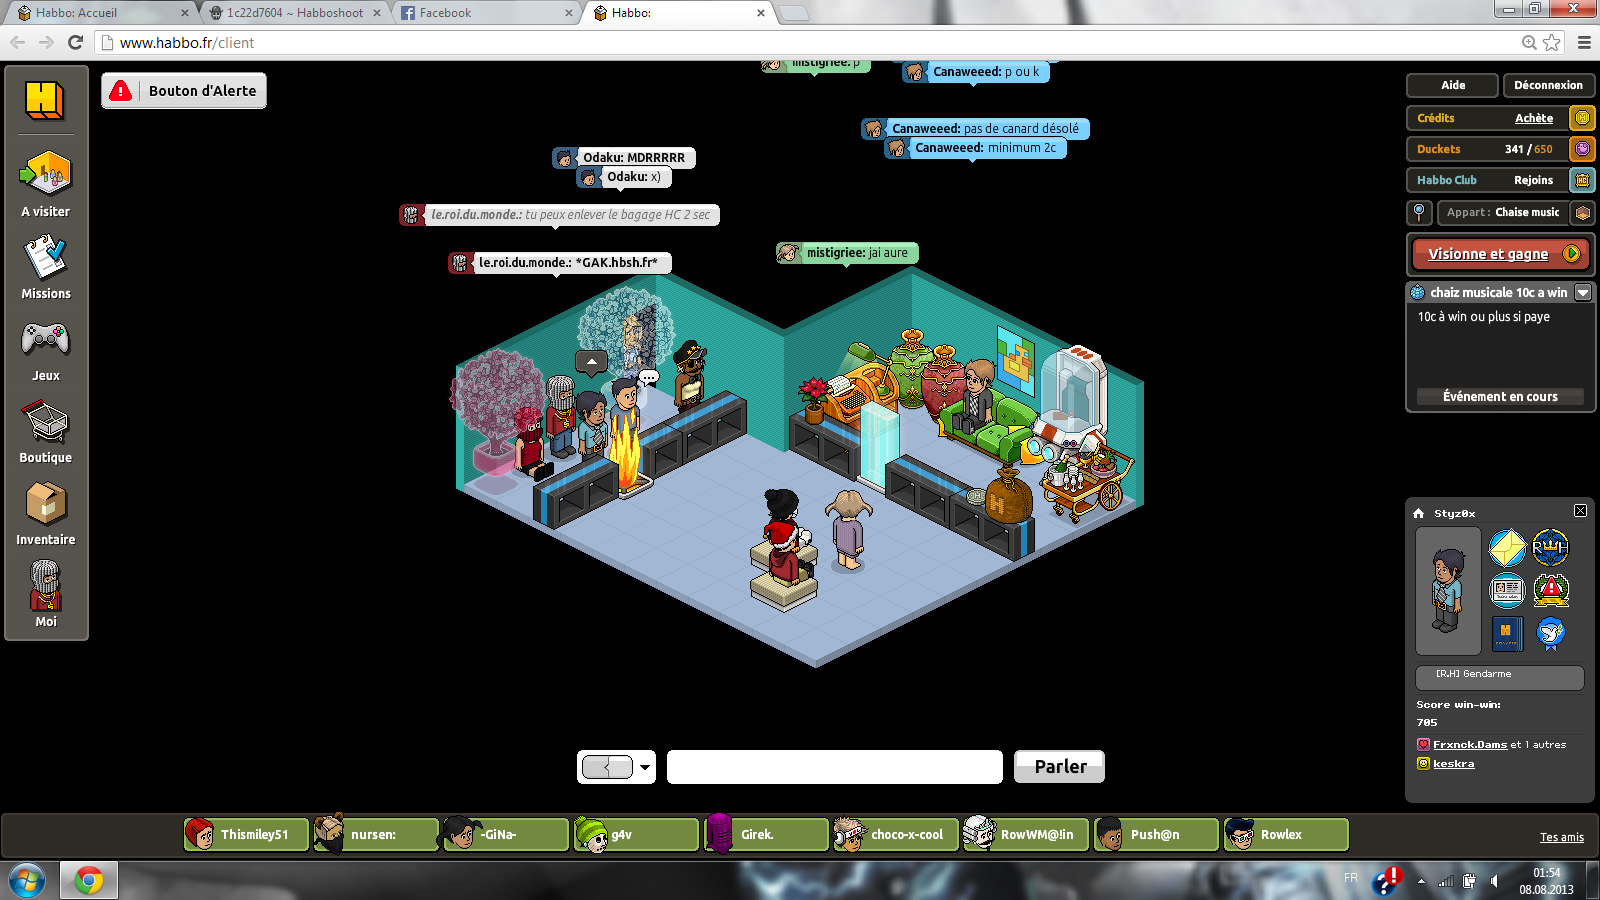 Habbo: Accueil
1c22d7604 ~ Habboshoot
Facebook
Habbo:
www.habbo.fr/client
Bouton d'Alerte
mistigriee: p
Canaweeed: p ou k
Canaweeed: pas de canard désolé
Canaweeed: minimum 2c
Odaku: MDRRRRR
Odaku: x)
le.roi.du.monde.: tu peux enlever le bagage HC 2 sec
le.roi.du.monde.: *GAK.hbsh.fr*
mistigriee: jai aure
A visiter
Missions
Jeux
Boutique
Inventaire
Moi
Aide
Déconnexion
Crédits Achète
Duckets 341 / 650
Habbo Club Rejoins
Appart : Chaise music
Visionne et gagne
chaiz musicale 10c a win
10c à win ou plus si paye
Événement en cours
Styz0x
[R.H] Gendarme
Score win-win:
705
Frxnck.Dams et 1 autres
keskra
Parler
Thismiley51
nursen:
-GiNa-
g4v
Girek.
choco-x-cool
RowWM@!in
Push@n
Rowlex
Tes amis
FR
01:54
08.08.2013